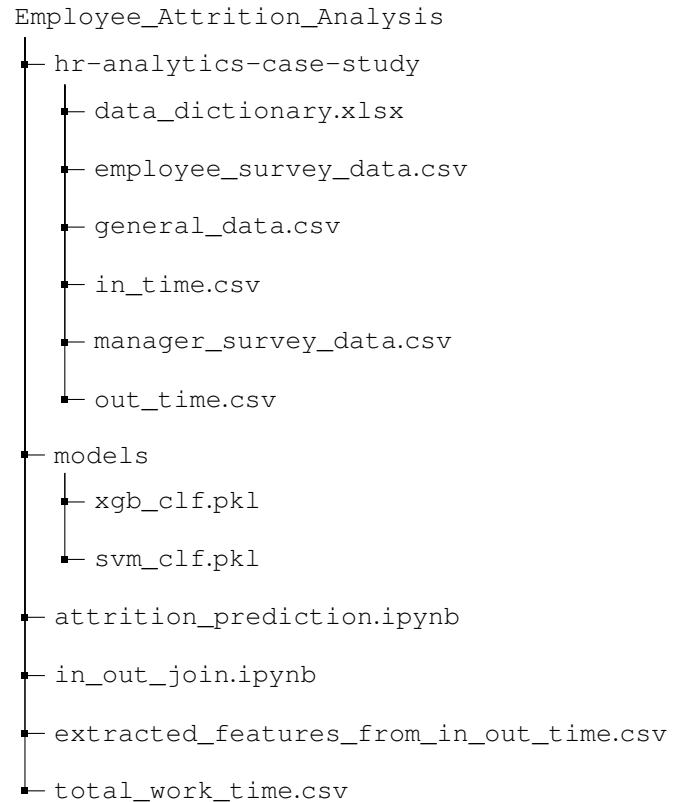 Employee_Attrition_Analysis
hr-analytics-case-study
data_dictionary.xlsx
employee_survey_data.csv
general_data.csv
in_time.csv
manager_survey_data.csv
out_time.csv
models
xgb_clf.pkl
svm_clf.pkl
attrition_prediction.ipynb
in_out_join.ipynb
extracted_features_from_in_out_time.csv
total_work_time.csv